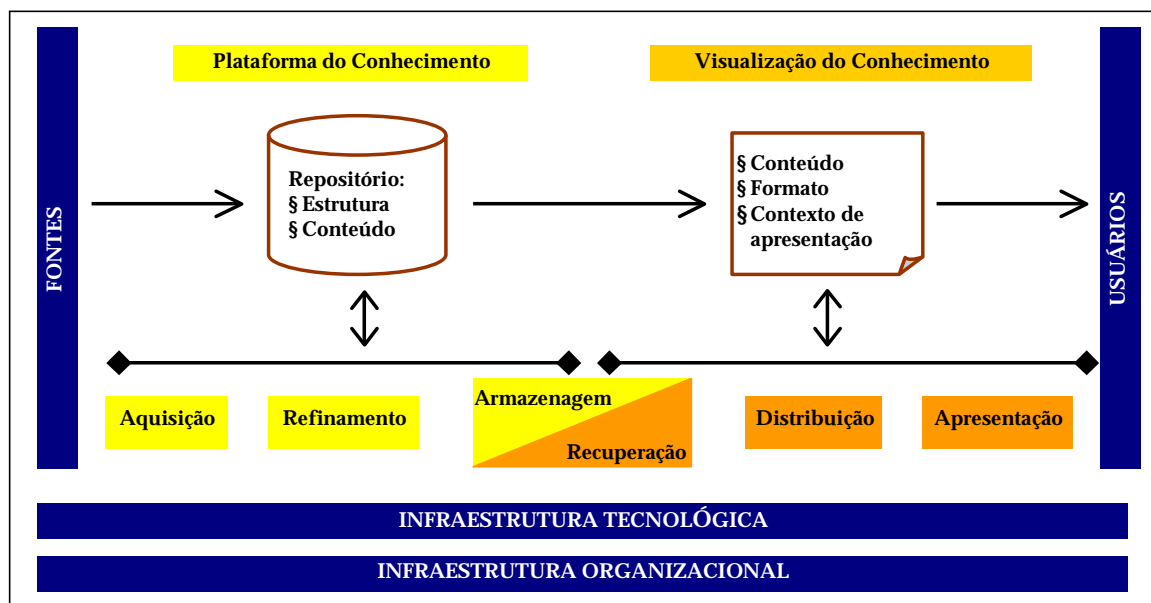 Plataforma do Conhecimento
Visualização do Conhecimento
FONTES
Repositório:
§ Estrutura
§ Conteúdo
§ Conteúdo
§ Formato
§ Contexto de
apresentação
USUÁRIOS
Aquisição
Refinamento
Armazenagem
Recuperação
Distribuição
Apresentação
INFRAESTRUTURA TECNOLÓGICA
INFRAESTRUTURA ORGANIZACIONAL